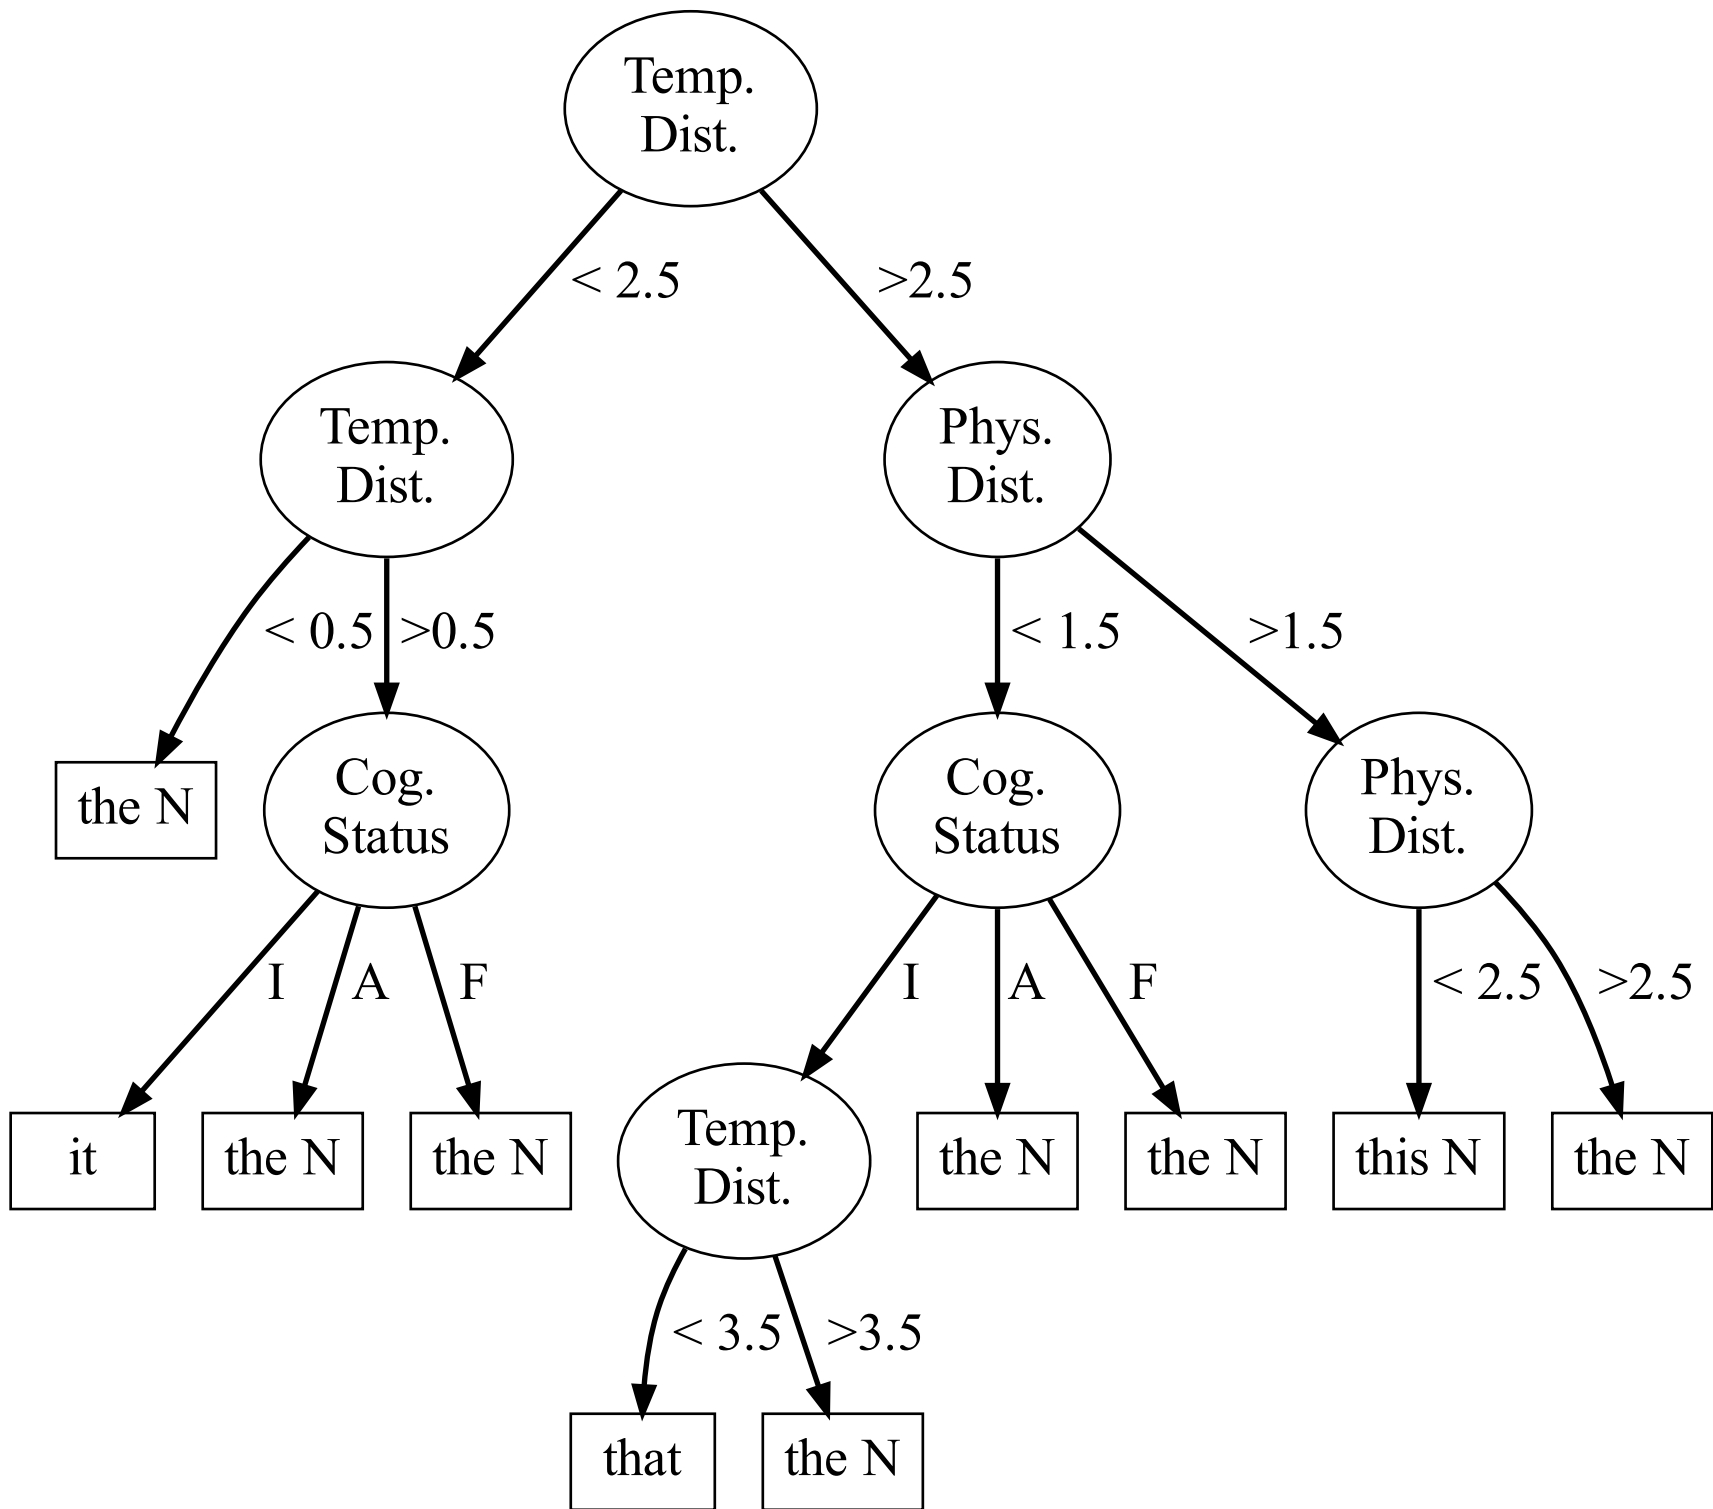 Temp.
Dist.
< 2.5
>2.5
Temp.
Dist.
Phys.
Dist.
< 0.5
>0.5
< 1.5
>1.5
the N
Cog.
Status
Cog.
Status
Phys.
Dist.
I
A
F
I
A
F
< 2.5
>2.5
it
the N
the N
Temp.
Dist.
the N
the N
this N
the N
< 3.5
>3.5
that
the N